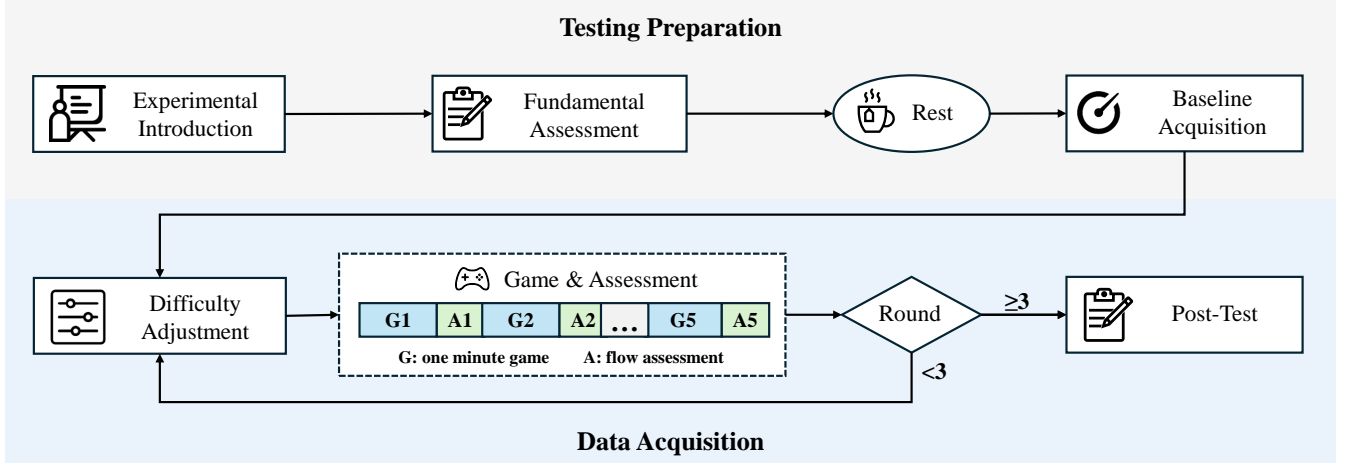 Testing Preparation
Experimental
Introduction
Fundamental
Assessment
Rest
Baseline
Acquisition
Difficulty
Adjustment
Game & Assessment
G1 A1 G2 A2 ... G5 A5
G: one minute game A: flow assessment
Round
≥3
<3
Post-Test
Data Acquisition